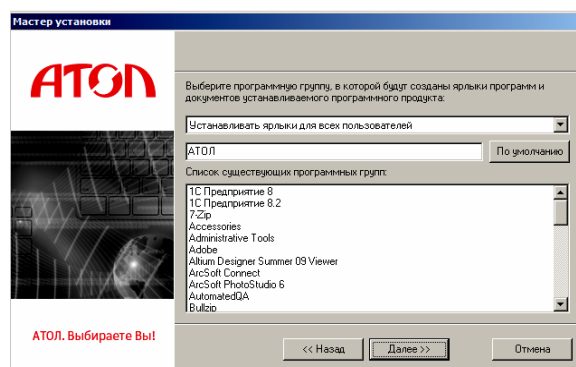 Мастер установки
АТОЛ
Выберите программную группу, в которой будут созданы ярлыки программ и
документов устанавливаемого программного продукта:
Устанавливать ярлыки для всех пользователей
АТОЛ
По умолчанию
Список существующих программных групп:
1С Предприятие 8
1С Предприятие 8.2
7-Zip
Accessories
Administrative Tools
Adobe
Altium Designer Summer 09 Viewer
ArcSoft Connect
ArcSoft PhotoStudio 6
AutomatedQA
Bullzip
АТОЛ. Выбираете Вы!
<< Назад
Далее >>
Отмена